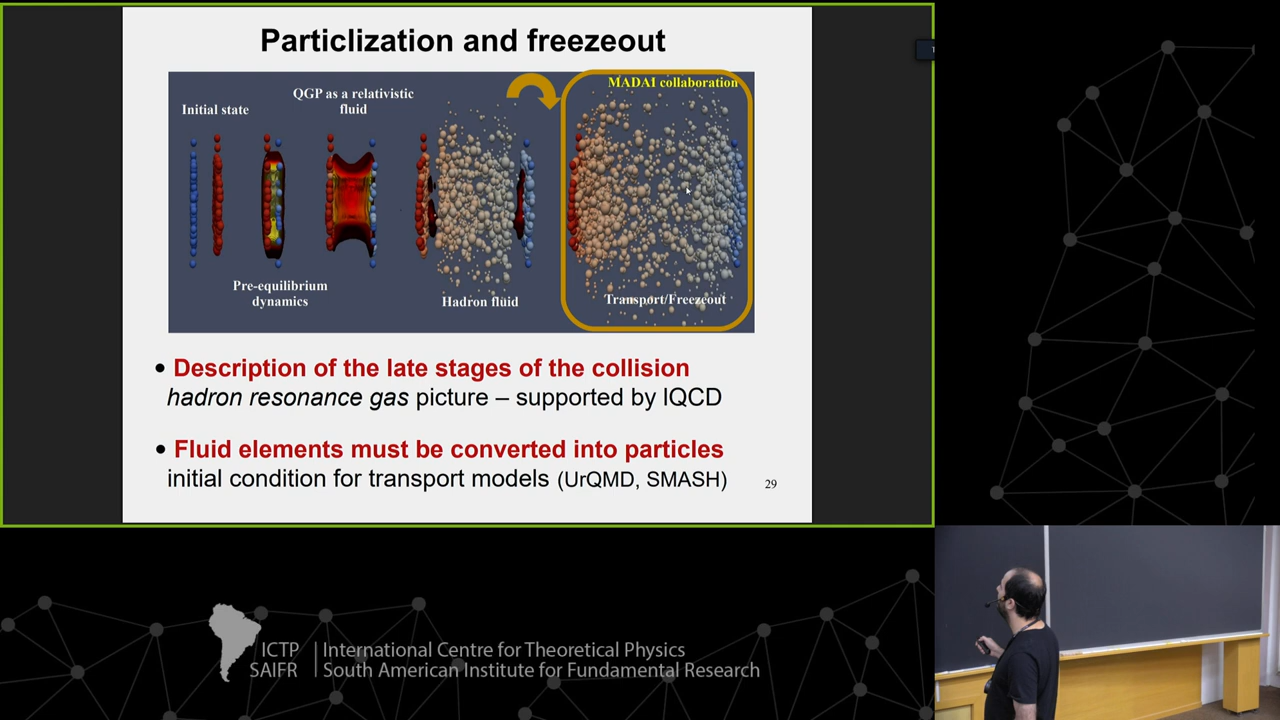 Particlization and freezeout
MADAI collaboration
QGP as a relativistic
fluid
Initial state
Pre-equilibrium
dynamics
Hadron fluid
Transport/Freezeout
• Description of the late stages of the collision
hadron resonance gas picture – supported by lQCD
• Fluid elements must be converted into particles
initial condition for transport models (UrQMD, SMASH)
29
ICTP
SAIFR
International Centre for Theoretical Physics
South American Institute for Fundamental Research